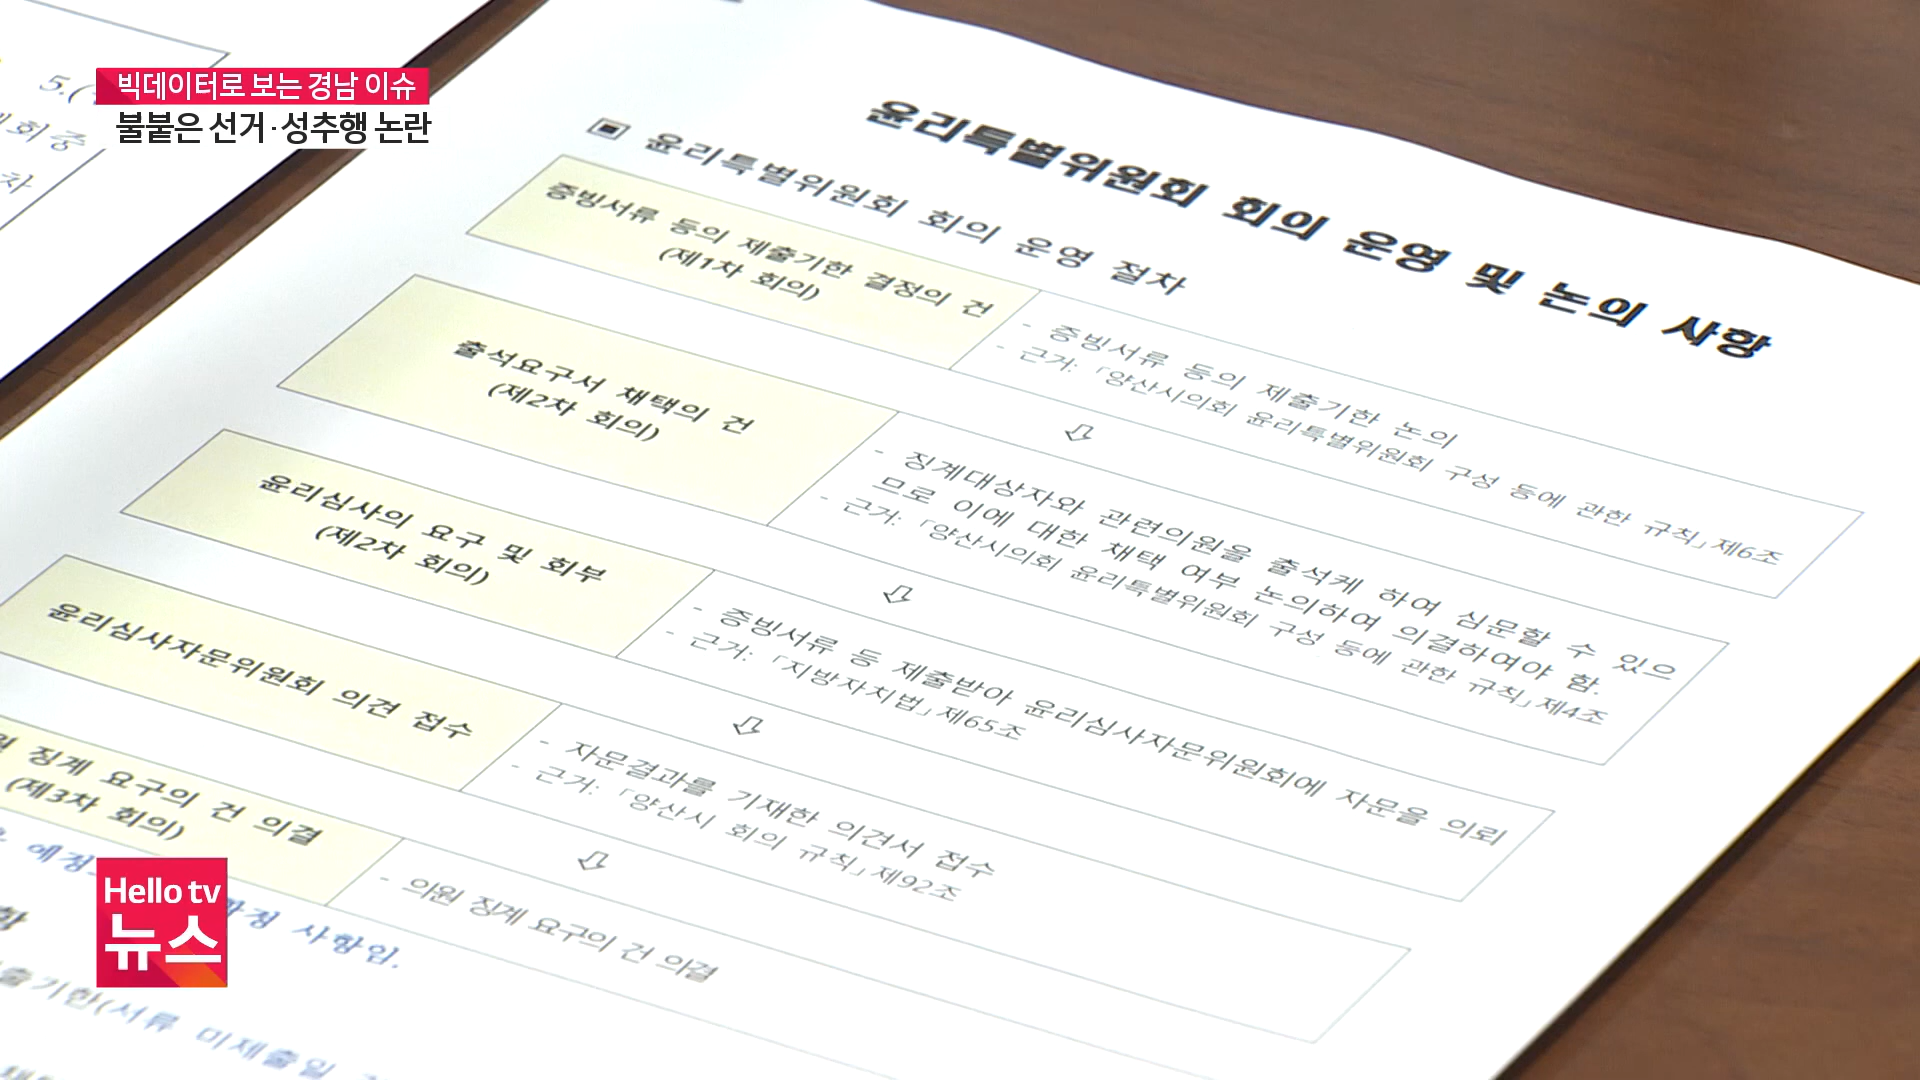 빅데이터로 보는 경남 이슈
불붙은 선거·성추행 논란
5.(
회중
차
윤리특별위원회 회의 운영 및 논의 사항
▣ 윤리특별위원회 회의 운영 절차
증빙서류 등의 제출기한 결정의 건
(제1차 회의)
- 증빙서류 등의 제출기한 논의
- 근거: 「양산시의회 윤리특별위원회 구성 등에 관한 규칙」제6조
⇩
출석요구서 채택의 건
(제2차 회의)
- 징계대상자와 관련의원을 출석케 하여 심문할 수 있으
므로 이에 대한 채택 여부 논의하여 의결하여야 함.
- 근거: 「양산시의회 윤리특별위원회 구성 등에 관한 규칙」제4조
⇩
윤리심사의 요구 및 회부
(제2차 회의)
- 증빙서류 등 제출받아 윤리심사자문위원회에 자문을 의뢰
- 근거: 「지방자치법」제65조
⇩
윤리심사자문위원회 의견 접수
- 자문결과를 기재한 의견서 접수
- 근거: 「양산시 회의 규칙」제92조
⇩
원 징계 요구의 건 의결
(제3차 회의)
- 의원 징계 요구의 건 의결
예정
사항임.
출기한(서류 미제출일
Hello tv
뉴스